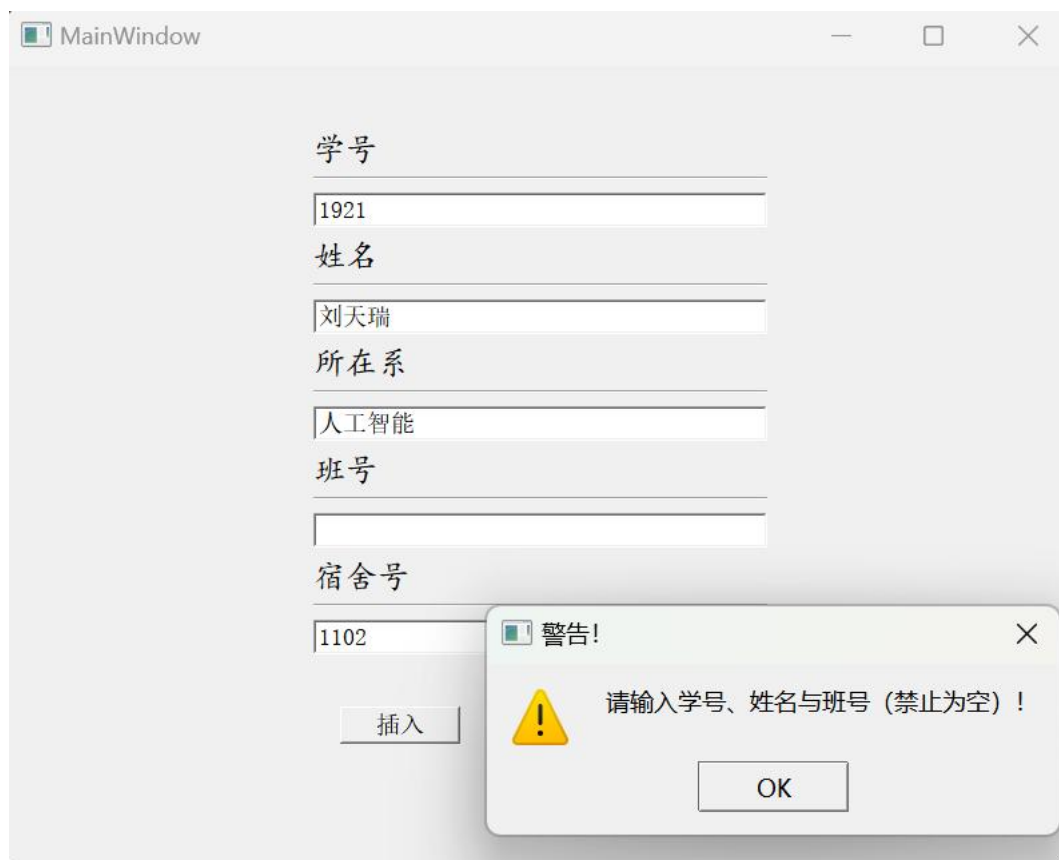 MainWindow
学号
1921
姓名
刘天瑞
所在系
人工智能
班号
宿舍号
1102
插入
警告!
请输入学号、姓名与班号（禁止为空）!
OK